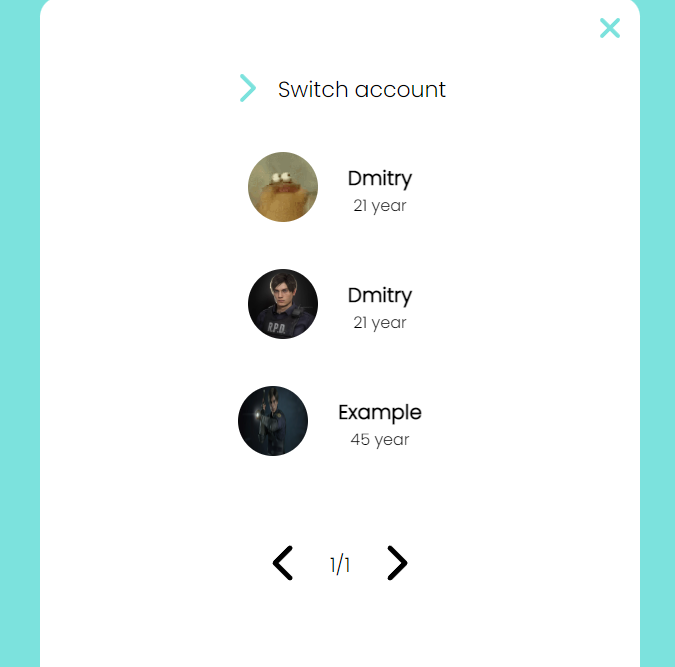 Switch account
Dmitry
21 year
Dmitry
21 year
R.P.D.
Example
45 year
1/1